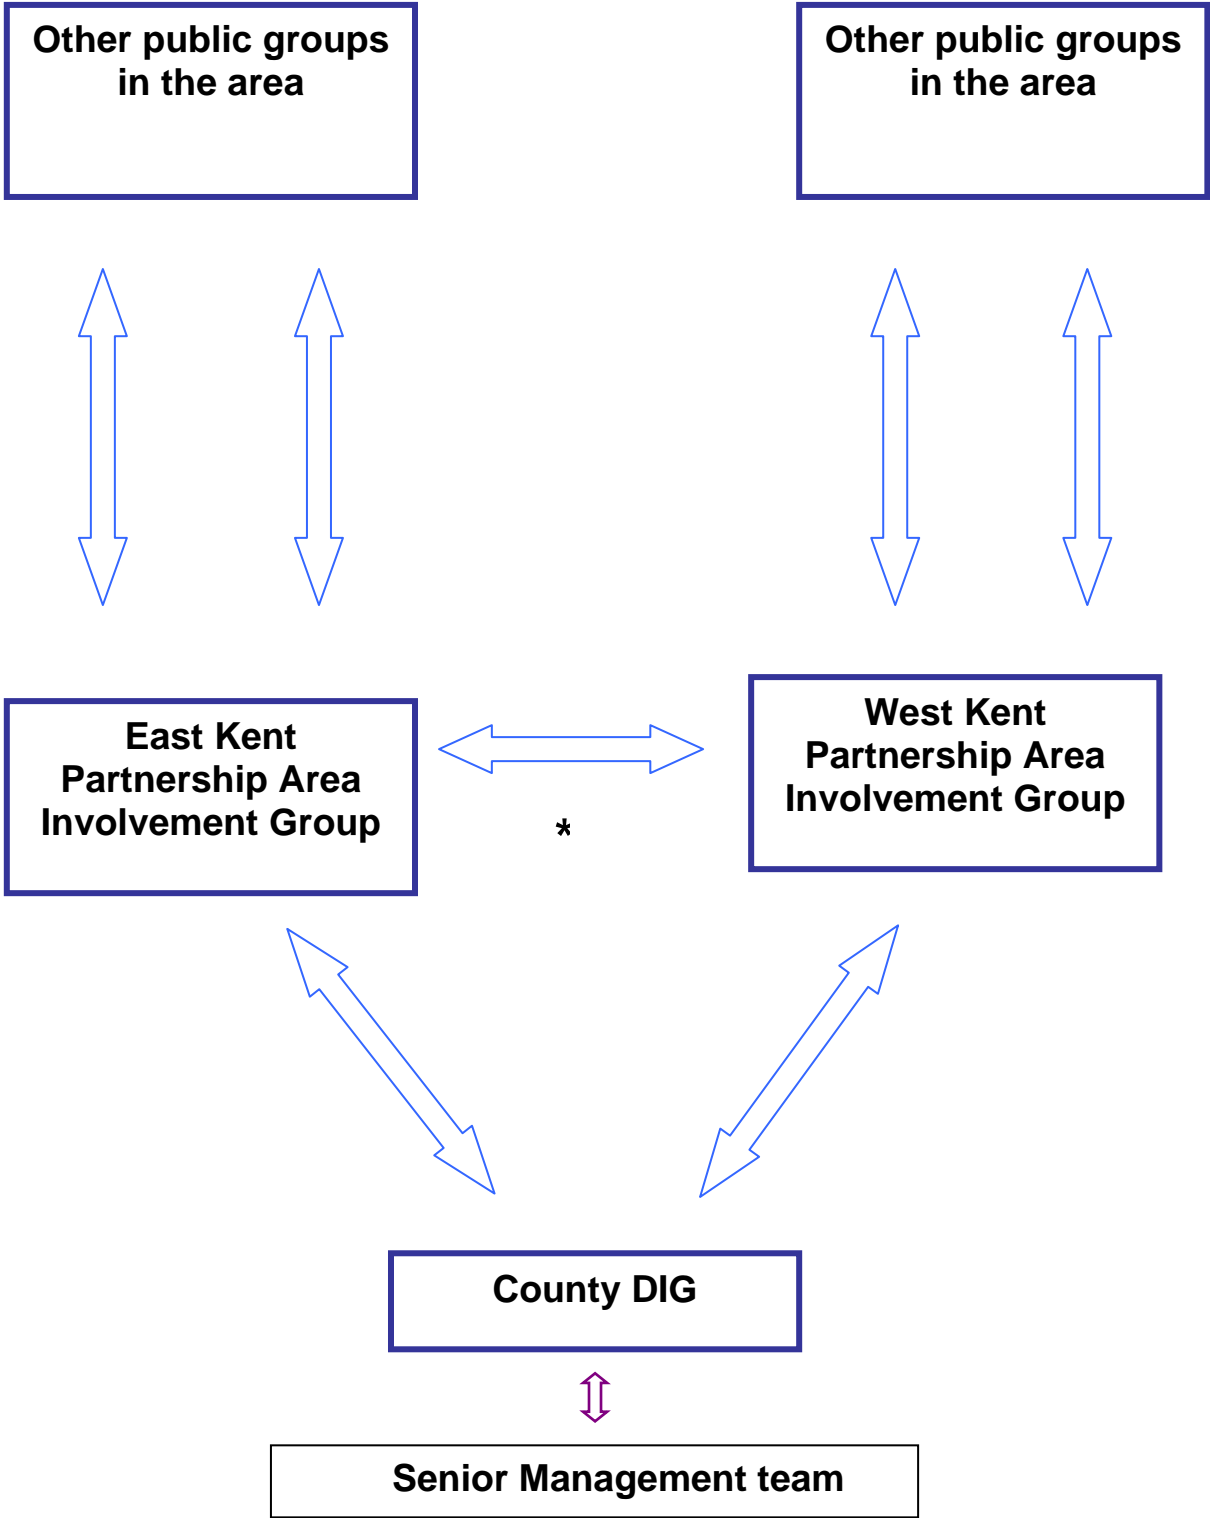 Other public groups
in the area
Other public groups
in the area
East Kent
Partnership Area
Involvement Group
*
West Kent
Partnership Area
Involvement Group
County DIG
Senior Management team